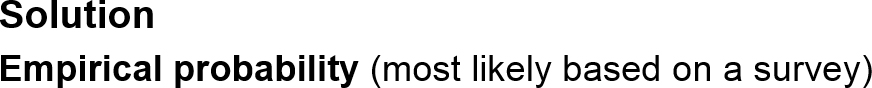 Solution
Empirical probability (most likely based on a survey)